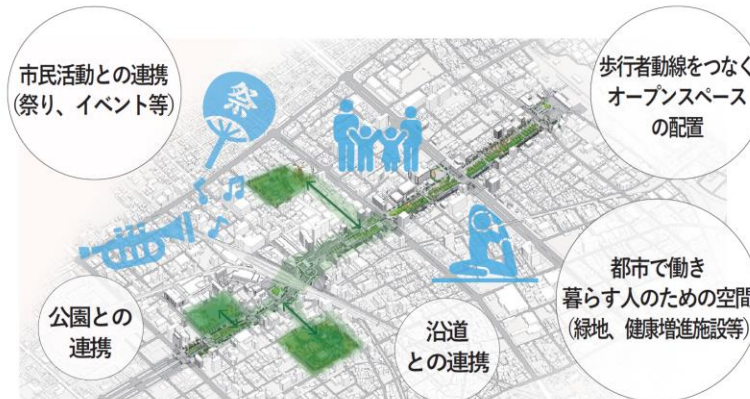 市民活動との連携
(祭り、イベント等)
祭
歩行者動線をつなぐ
オープンスペース
の配置
公園との
連携
沿道
との連携
都市で働き
暮らす人のための空間
(緑地、健康増進施設等)